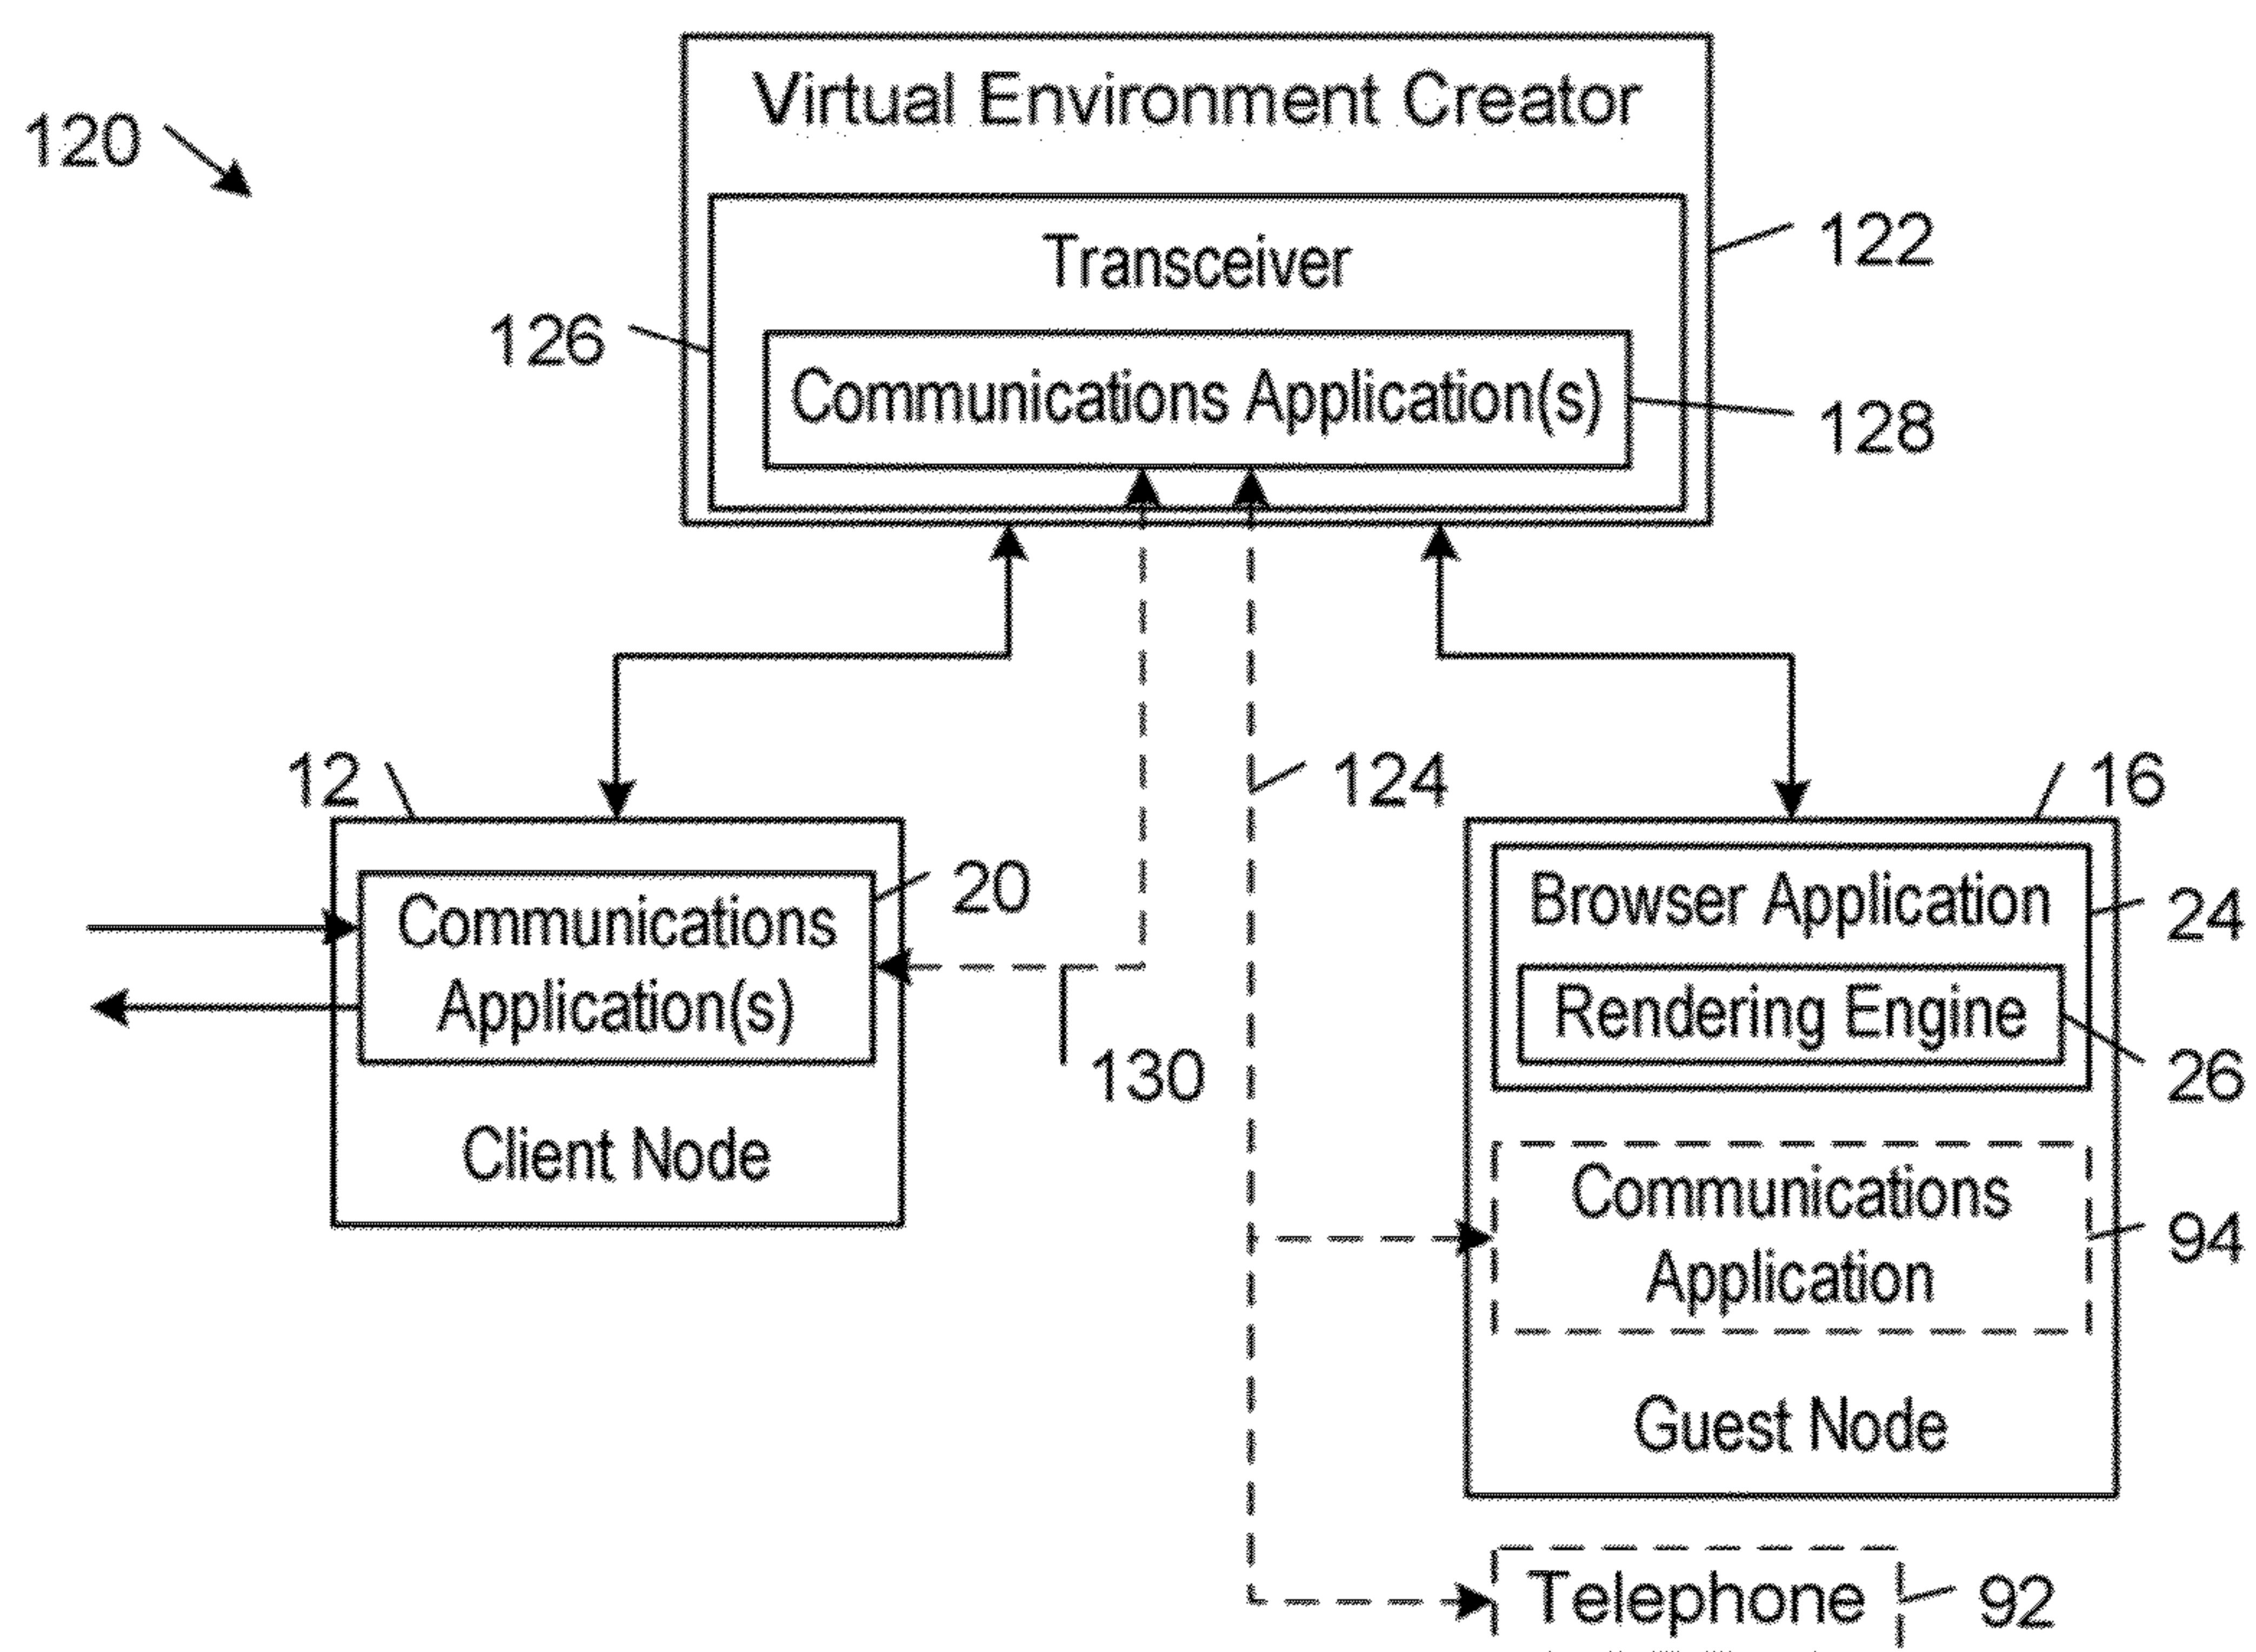 Virtual Environment Creator
120
Transceiver
122
126
Communications Application(s)
128
12
124
16
20
Communications
Application(s)
Browser Application
24
Rendering Engine
26
130
Client Node
Communications
Application
94
Guest Node
Telephone
92